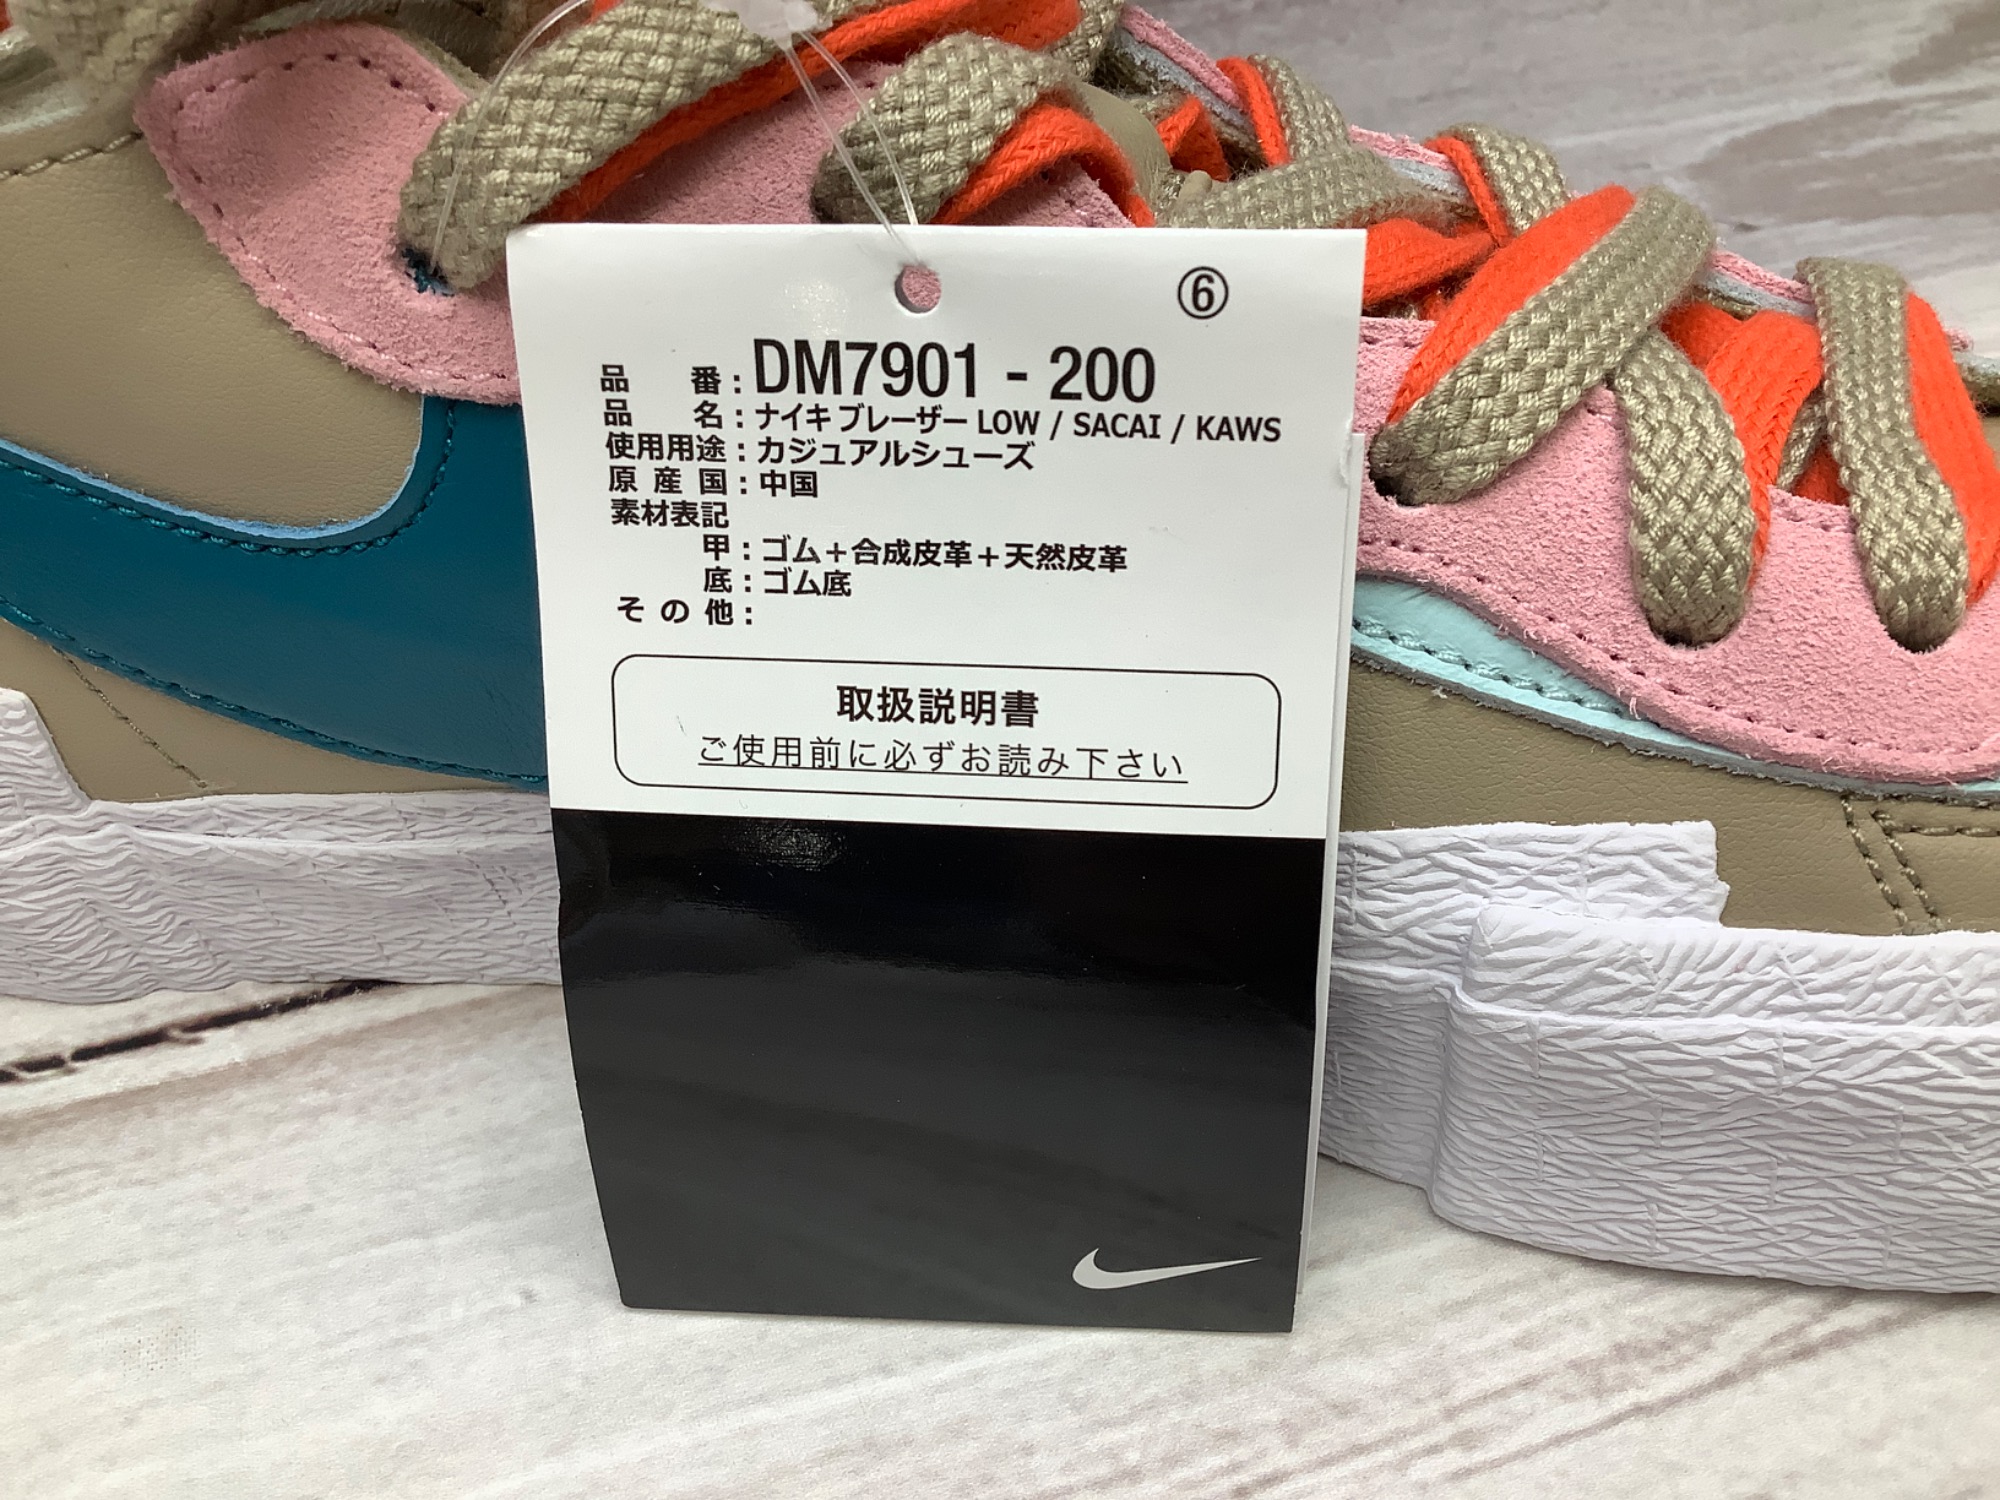 ⑥
品 番：DM7901 - 200
品 名：ナイキ ブレーザー LOW / SACAI / KAWS
使用用途：カジュアルシューズ
原 産 国：中国
素材表記
甲：ゴム＋合成皮革＋天然皮革
底：ゴム底
そ の 他：
取扱説明書
ご使用前に必ずお読み下さい